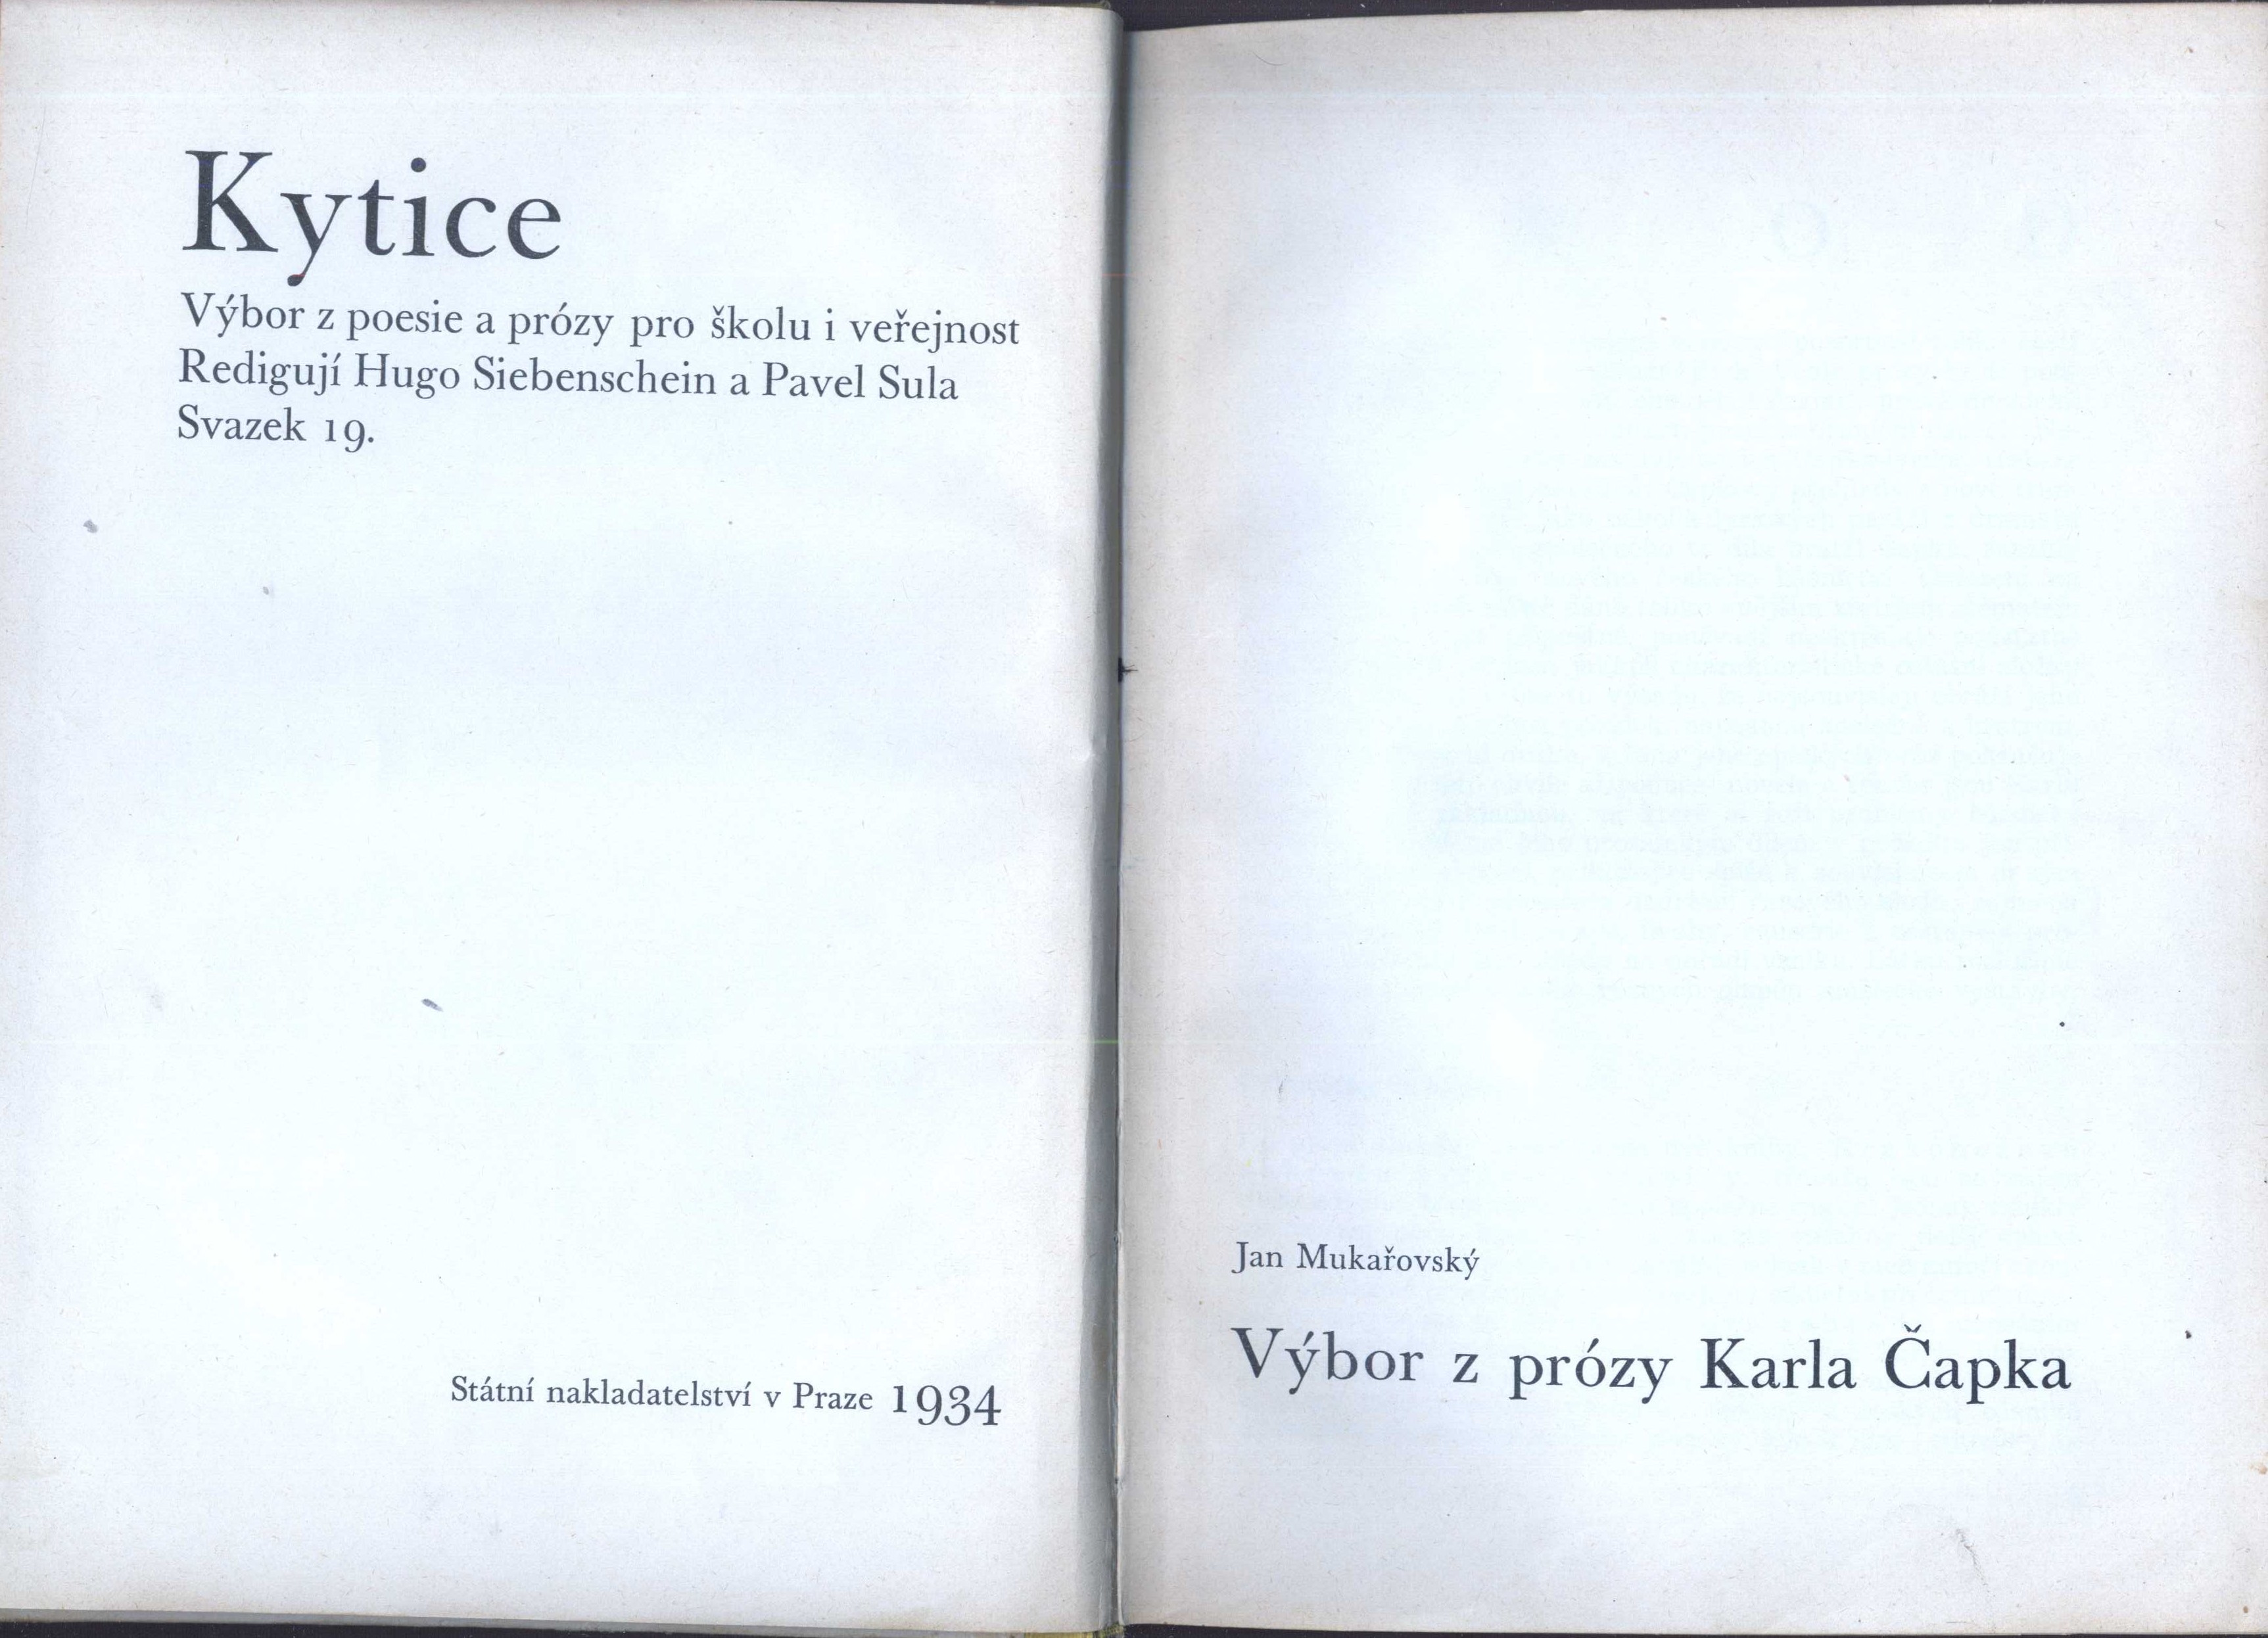 Kytice
Výbor z poesie a prózy pro školu i veřejnost
Redigují Hugo Siebenschein a Pavel Sula
Svazek 19.
Státní nakladatelství v Praze 1934
Jan Mukařovský
Výbor z prózy Karla Čapka